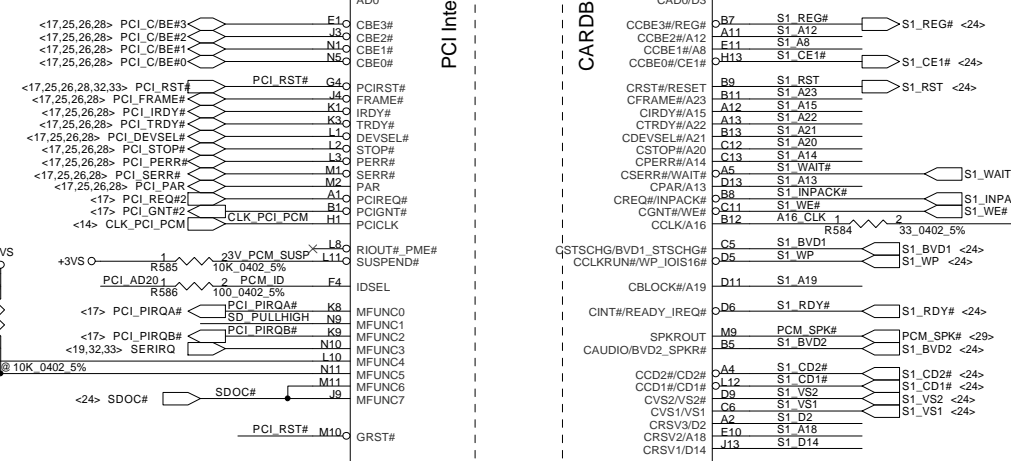 AD0
CAD0/D3
<17,25,26,28> PCI_C/BE#3 E1 CBE3#
<17,25,26,28> PCI_C/BE#2 J3 CBE2#
<17,25,26,28> PCI_C/BE#1 N1 CBE1#
<17,25,26,28> PCI_C/BE#0 N5 CBE0#
<17,25,26,28,32,33> PCI_RST# PCI_RST# G4 PCIRST#
<17,25,26,28> PCI_FRAME# J4 FRAME#
<17,25,26,28> PCI_IRDY# K1 IRDY#
<17,25,26,28> PCI_TRDY# K3 TRDY#
<17,25,26,28> PCI_DEVSEL# L1 DEVSEL#
<17,25,26,28> PCI_STOP# L2 STOP#
<17,25,26,28> PCI_PERR# L3 PERR#
<17,25,26,28> PCI_SERR# M1 SERR#
<17,25,26,28> PCI_PAR M2 PAR
<17> PCI_REQ#2 A1 PCIREQ#
<17> PCI_GNT#2 B1 PCIGNT#
<14> CLK_PCI_PCM CLK_PCI_PCM H1 PCICLK
L8 RIOUT#_PME#
VS
+3VS 1 2 3V_PCM_SUSP L11 SUSPEND#
R585 10K_0402_5%
PCI_AD20 1 2 PCM_ID F4 IDSEL
R586 100_0402_5%
<17> PCI_PIRQA# PCI_PIRQA# K8 MFUNC0
SD_PULLHIGH N9 MFUNC1
<17> PCI_PIRQB# PCI_PIRQB# K9 MFUNC2
<19,32,33> SERIRQ N10 MFUNC3
L10 MFUNC4
@ 10K_0402_5% N11 MFUNC5
M11 MFUNC6
<24> SDOC# SDOC# J9 MFUNC7
PCI_RST# M10 GRST#
PCI Inte
CARDB
CCBE3#/REG# B7 S1_REG# S1_REG# <24>
CCBE2#/A12 A11 S1_A12
CCBE1#/A8 E11 S1_A8
CCBE0#/CE1# H13 S1_CE1# S1_CE1# <24>
CRST#/RESET B9 S1_RST S1_RST <24>
CFRAME#/A23 B11 S1_A23
CIRDY#/A15 A12 S1_A15
CTRDY#/A22 A13 S1_A22
CDEVSEL#/A21 B13 S1_A21
CSTOP#/A20 C12 S1_A20
CPERR#/A14 C13 S1_A14
CSERR#/WAIT# A5 S1_WAIT# S1_WAIT
CPAR/A13 D13 S1_A13
CREQ#/INPACK# B8 S1_INPACK# S1_INPA
CGNT#/WE# C11 S1_WE# S1_WE#
CCLK/A16 B12 A16_CLK 1 2
R584 33_0402_5%
CSTSCHG/BVD1_STSCHG# C5 S1_BVD1 S1_BVD1 <24>
CCLKRUN#/WP_IOIS16# D5 S1_WP S1_WP <24>
CBLOCK#/A19 D11 S1_A19
CINT#/READY_IREQ# D6 S1_RDY# S1_RDY# <24>
SPKROUT M9 PCM_SPK# PCM_SPK# <29>
CAUDIO/BVD2_SPKR# B5 S1_BVD2 S1_BVD2 <24>
CCD2#/CD2# A4 S1_CD2# S1_CD2# <24>
CCD1#/CD1# L12 S1_CD1# S1_CD1# <24>
CVS2/VS2# D9 S1_VS2 S1_VS2 <24>
CVS1/VS1 C6 S1_VS1 S1_VS1 <24>
CRSV3/D2 A2 S1_D2
CRSV2/A18 E10 S1_A18
CRSV1/D14 J13 S1_D14